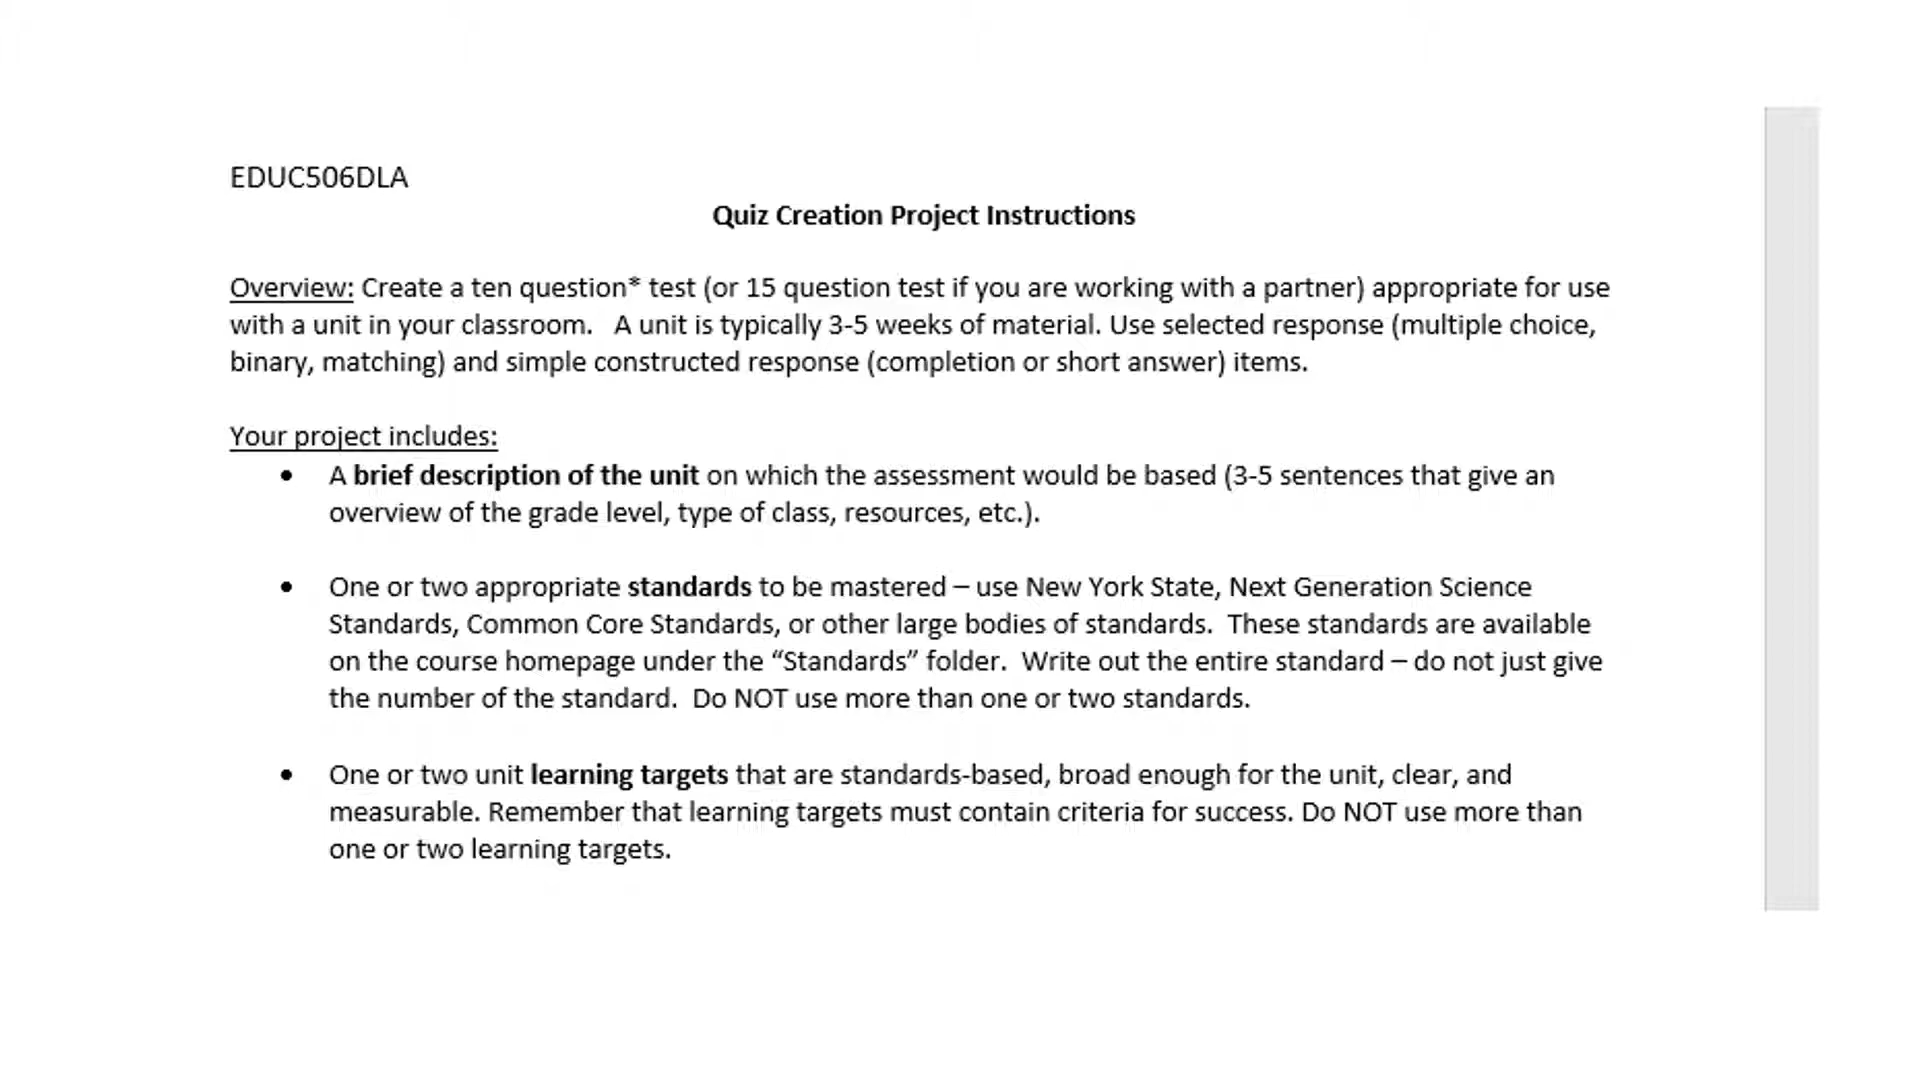 EDUC506DLA
Quiz Creation Project Instructions
Overview: Create a ten question* test (or 15 question test if you are working with a partner) appropriate for use
with a unit in your classroom.   A unit is typically 3-5 weeks of material. Use selected response (multiple choice,
binary, matching) and simple constructed response (completion or short answer) items.
Your project includes:
• A brief description of the unit on which the assessment would be based (3-5 sentences that give an
overview of the grade level, type of class, resources, etc.).
• One or two appropriate standards to be mastered – use New York State, Next Generation Science
Standards, Common Core Standards, or other large bodies of standards.  These standards are available
on the course homepage under the “Standards” folder.  Write out the entire standard – do not just give
the number of the standard.  Do NOT use more than one or two standards.
• One or two unit learning targets that are standards-based, broad enough for the unit, clear, and
measurable. Remember that learning targets must contain criteria for success. Do NOT use more than
one or two learning targets.